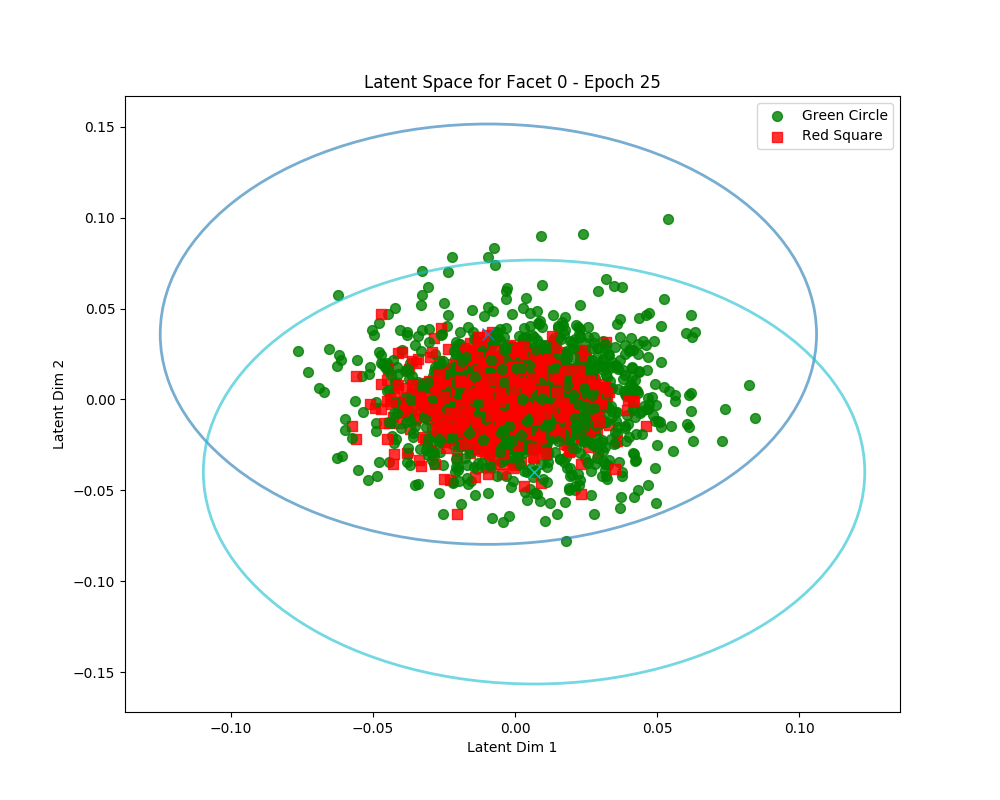 Latent Space for Facet 0 - Epoch 25
Green Circle
Red Square
0.15
0.10
0.05
0.00
−0.05
−0.10
−0.15
Latent Dim 2
−0.10
−0.05
0.00
0.05
0.10
Latent Dim 1